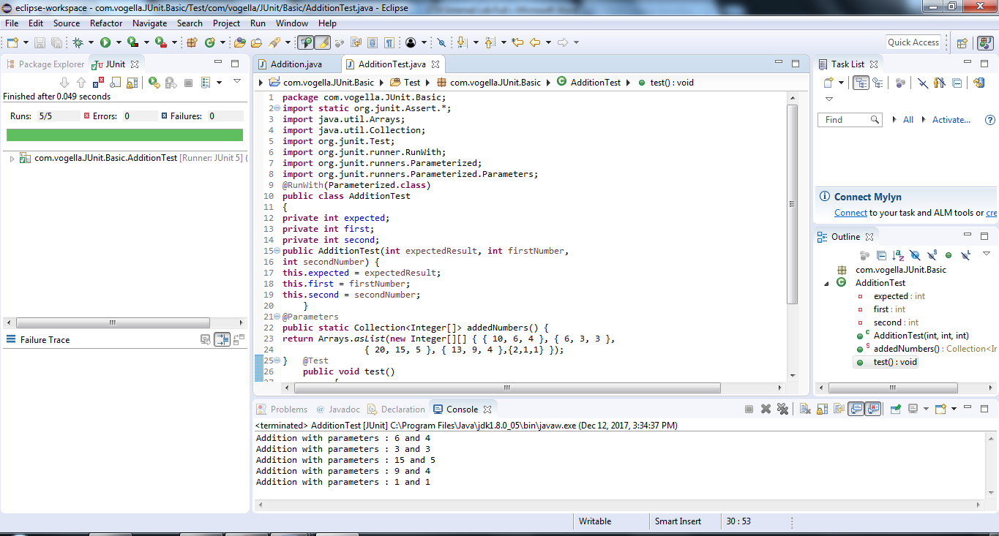 eclipse-workspace - com.vogella.JUnit.Basic/Test/com/vogella/JUnit/Basic/AdditionTest.java - Eclipse
File Edit Source Refactor Navigate Search Project Run Window Help
Quick Access
Package Explorer JUnit
Finished after 0.049 seconds
Runs: 5/5 Errors: 0 Failures: 0
com.vogella.JUnit.Basic.AdditionTest [Runner: JUnit 5] (
Failure Trace
Addition.java AdditionTest.java
com.vogella.JUnit.Basic Test com.vogella.JUnit.Basic AdditionTest test() : void
1 package com.vogella.JUnit.Basic;
2 import static org.junit.Assert.*;
3 import java.util.Arrays;
4 import java.util.Collection;
5 import org.junit.Test;
6 import org.junit.runner.RunWith;
7 import org.junit.runners.Parameterized;
8 import org.junit.runners.Parameterized.Parameters;
9 @RunWith(Parameterized.class)
10 public class AdditionTest
11 {
12 private int expected;
13 private int first;
14 private int second;
15 public AdditionTest(int expectedResult, int firstNumber,
16 int secondNumber) {
17 this.expected = expectedResult;
18 this.first = firstNumber;
19 this.second = secondNumber;
20 }
21 @Parameters
22 public static Collection<Integer[]> addedNumbers() {
23 return Arrays.asList(new Integer[][] { { 10, 6, 4 }, { 6, 3, 3 },
24 { 20, 15, 5 }, { 13, 9, 4 },{2,1,1} });
25 } @Test
26 public void test()
27 {
Task List
Find All Activate...
Connect Mylyn
Connect to your task and ALM tools or cre
Outline
com.vogella.JUnit.Basic
AdditionTest
expected : int
first : int
second : int
AdditionTest(int, int, int)
addedNumbers() : Collection<Ir
test() : void
Problems Javadoc Declaration Console
<terminated> AdditionTest [JUnit] C:\Program Files\Java\jdk1.8.0_05\bin\javaw.exe (Dec 12, 2017, 3:34:37 PM)
Addition with parameters : 6 and 4
Addition with parameters : 3 and 3
Addition with parameters : 15 and 5
Addition with parameters : 9 and 4
Addition with parameters : 1 and 1
Writable Smart Insert 30 : 53